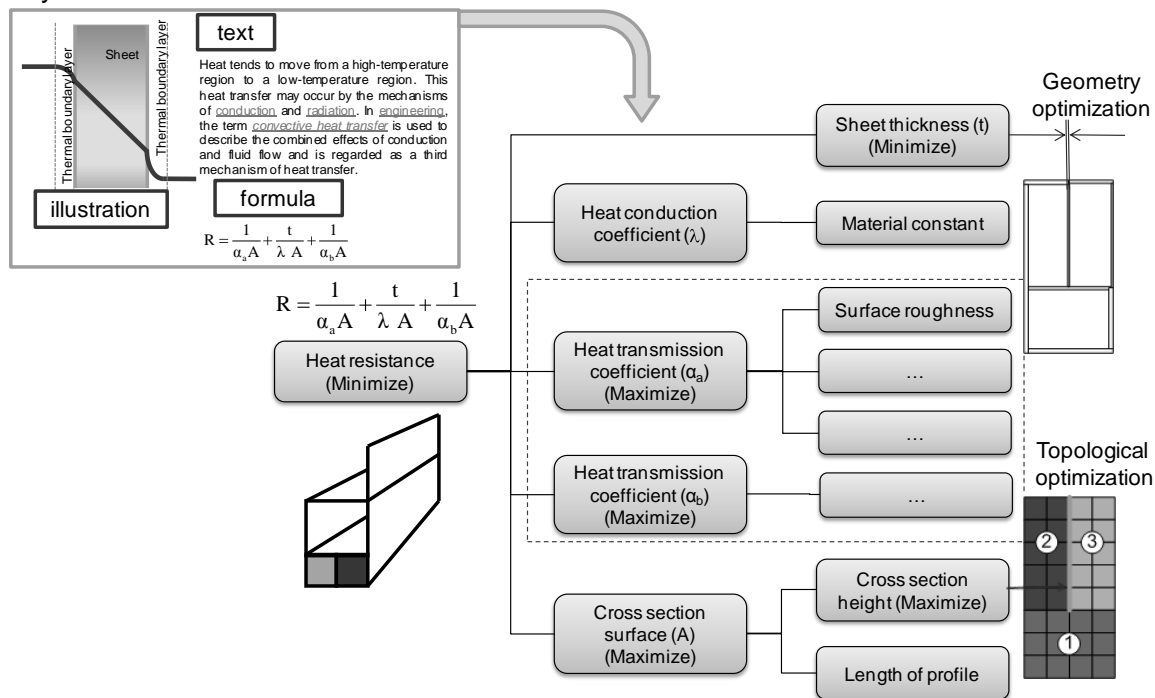 text
Sheet
Thermal boundary layer
Thermal boundary layer
Heat tends to move from a high-temperature
region to a low-temperature region. This
heat transfer may occur by the mechanisms
of conduction and radiation. In engineering,
the term convective heat transfer is used to
describe the combined effects of conduction
and fluid flow and is regarded as a third
mechanism of heat transfer.
illustration
formula
R = 1/(αₐA) + t/(λ A) + 1/(α_bA)
R = 1/(αₐA) + t/(λ A) + 1/(α_bA)
Heat resistance
(Minimize)
Sheet thickness (t)
(Minimize)
Heat conduction
coefficient (λ)
Material constant
Heat transmission
coefficient (αₐ)
(Maximize)
Surface roughness
...
...
Heat transmission
coefficient (α_b)
(Maximize)
...
Cross section
surface (A)
(Maximize)
Cross section
height (Maximize)
Length of profile
Geometry
optimization
Topological
optimization
2
3
1